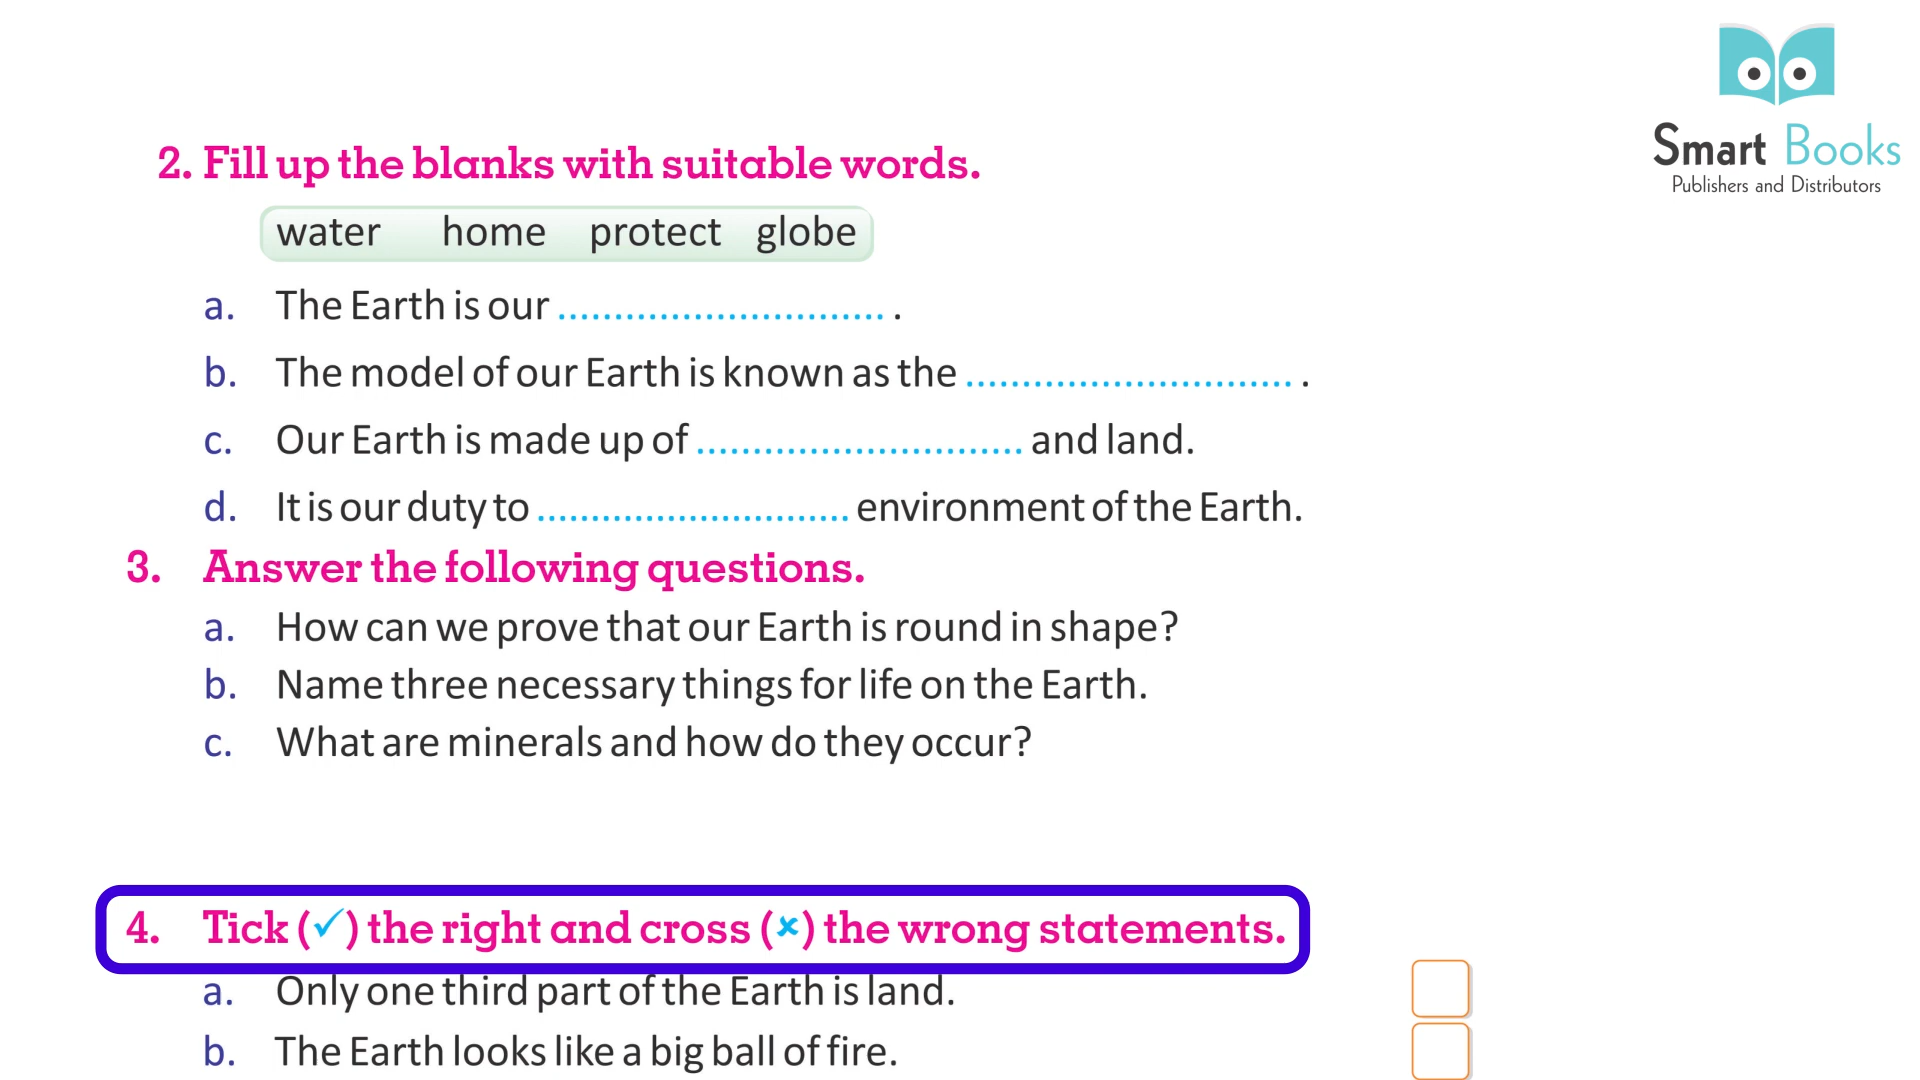 Smart Books
Publishers and Distributors
2. Fill up the blanks with suitable words.
water home protect globe
a. The Earth is our ............................ .
b. The model of our Earth is known as the ............................ .
c. Our Earth is made up of ............................ and land.
d. It is our duty to ........................... environment of the Earth.
3. Answer the following questions.
a. How can we prove that our Earth is round in shape?
b. Name three necessary things for life on the Earth.
c. What are minerals and how do they occur?
4. Tick (✓) the right and cross (✗) the wrong statements.
a. Only one third part of the Earth is land.
b. The Earth looks like a big ball of fire.